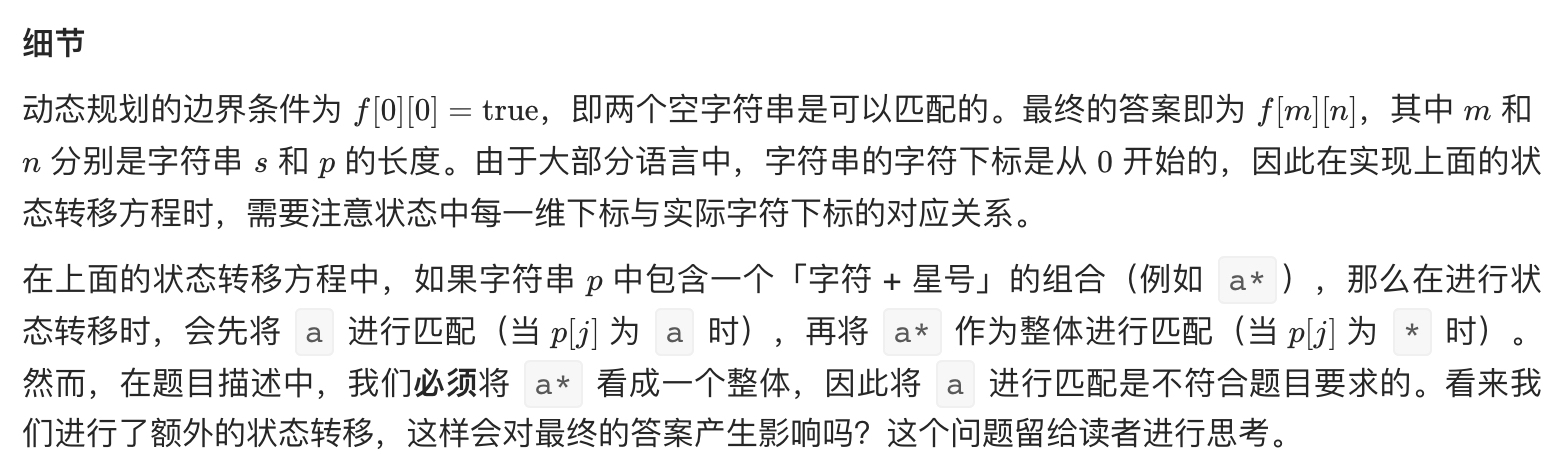 细节
动态规划的边界条件为 f[0][0] = true，即两个空字符串是可以匹配的。最终的答案即为 f[m][n]，其中 m 和
n 分别是字符串 s 和 p 的长度。由于大部分语言中，字符串的字符下标是从 0 开始的，因此在实现上面的状
态转移方程时，需要注意状态中每一维下标与实际字符下标的对应关系。
在上面的状态转移方程中，如果字符串 p 中包含一个「字符 + 星号」的组合（例如 a*），那么在进行状
态转移时，会先将 a 进行匹配（当 p[j] 为 a 时），再将 a* 作为整体进行匹配（当 p[j] 为 * 时）。
然而，在题目描述中，我们必须将 a* 看成一个整体，因此将 a 进行匹配是不符合题目要求的。看来我
们进行了额外的状态转移，这样会对最终的答案产生影响吗？这个问题留给读者进行思考。